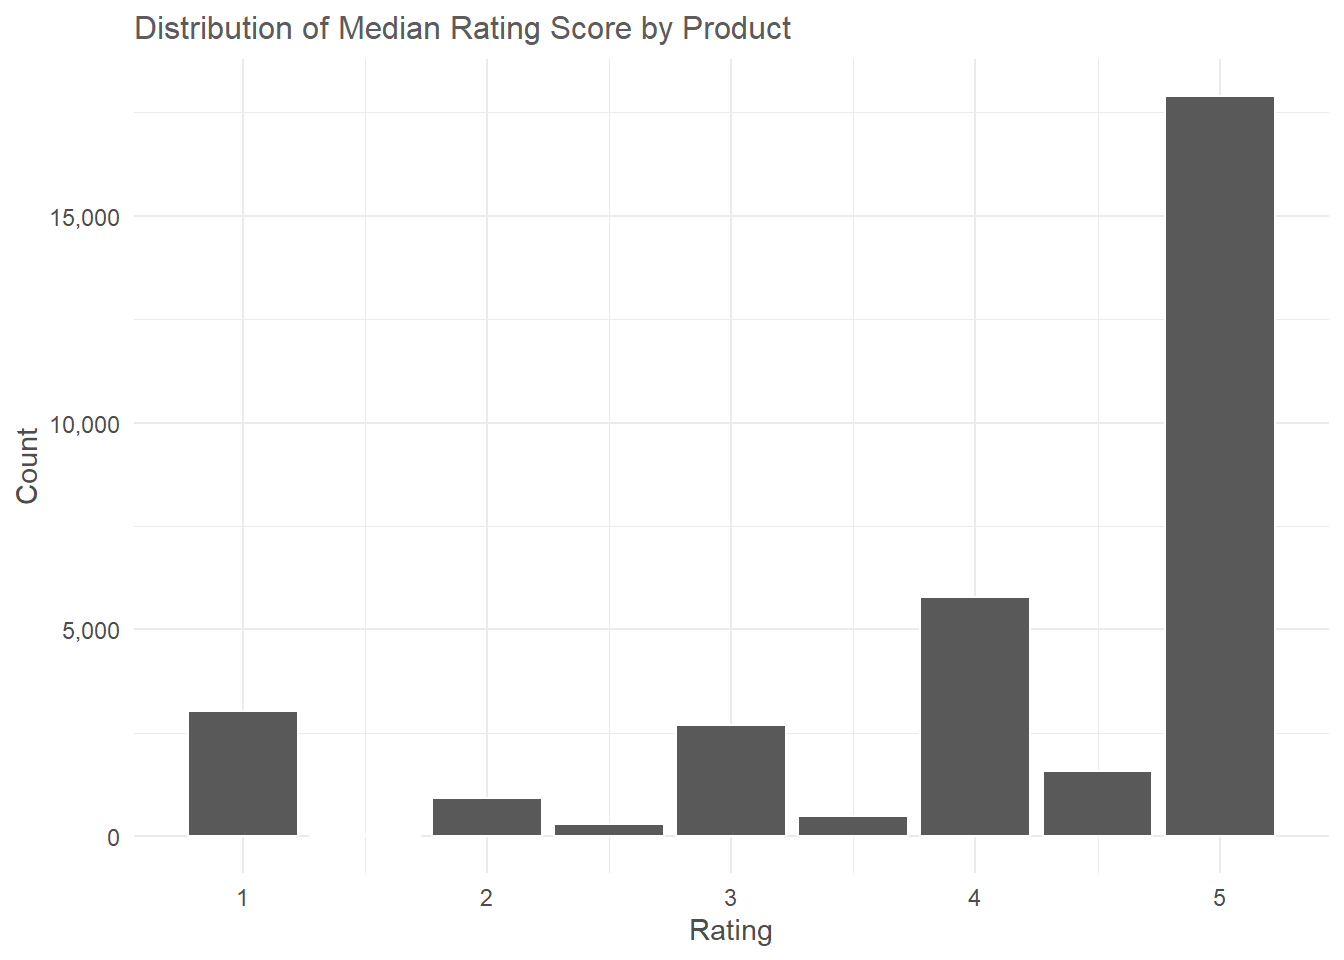 Distribution of Median Rating Score by Product
Count
15,000
10,000
5,000
0
1 2 3 4 5
Rating